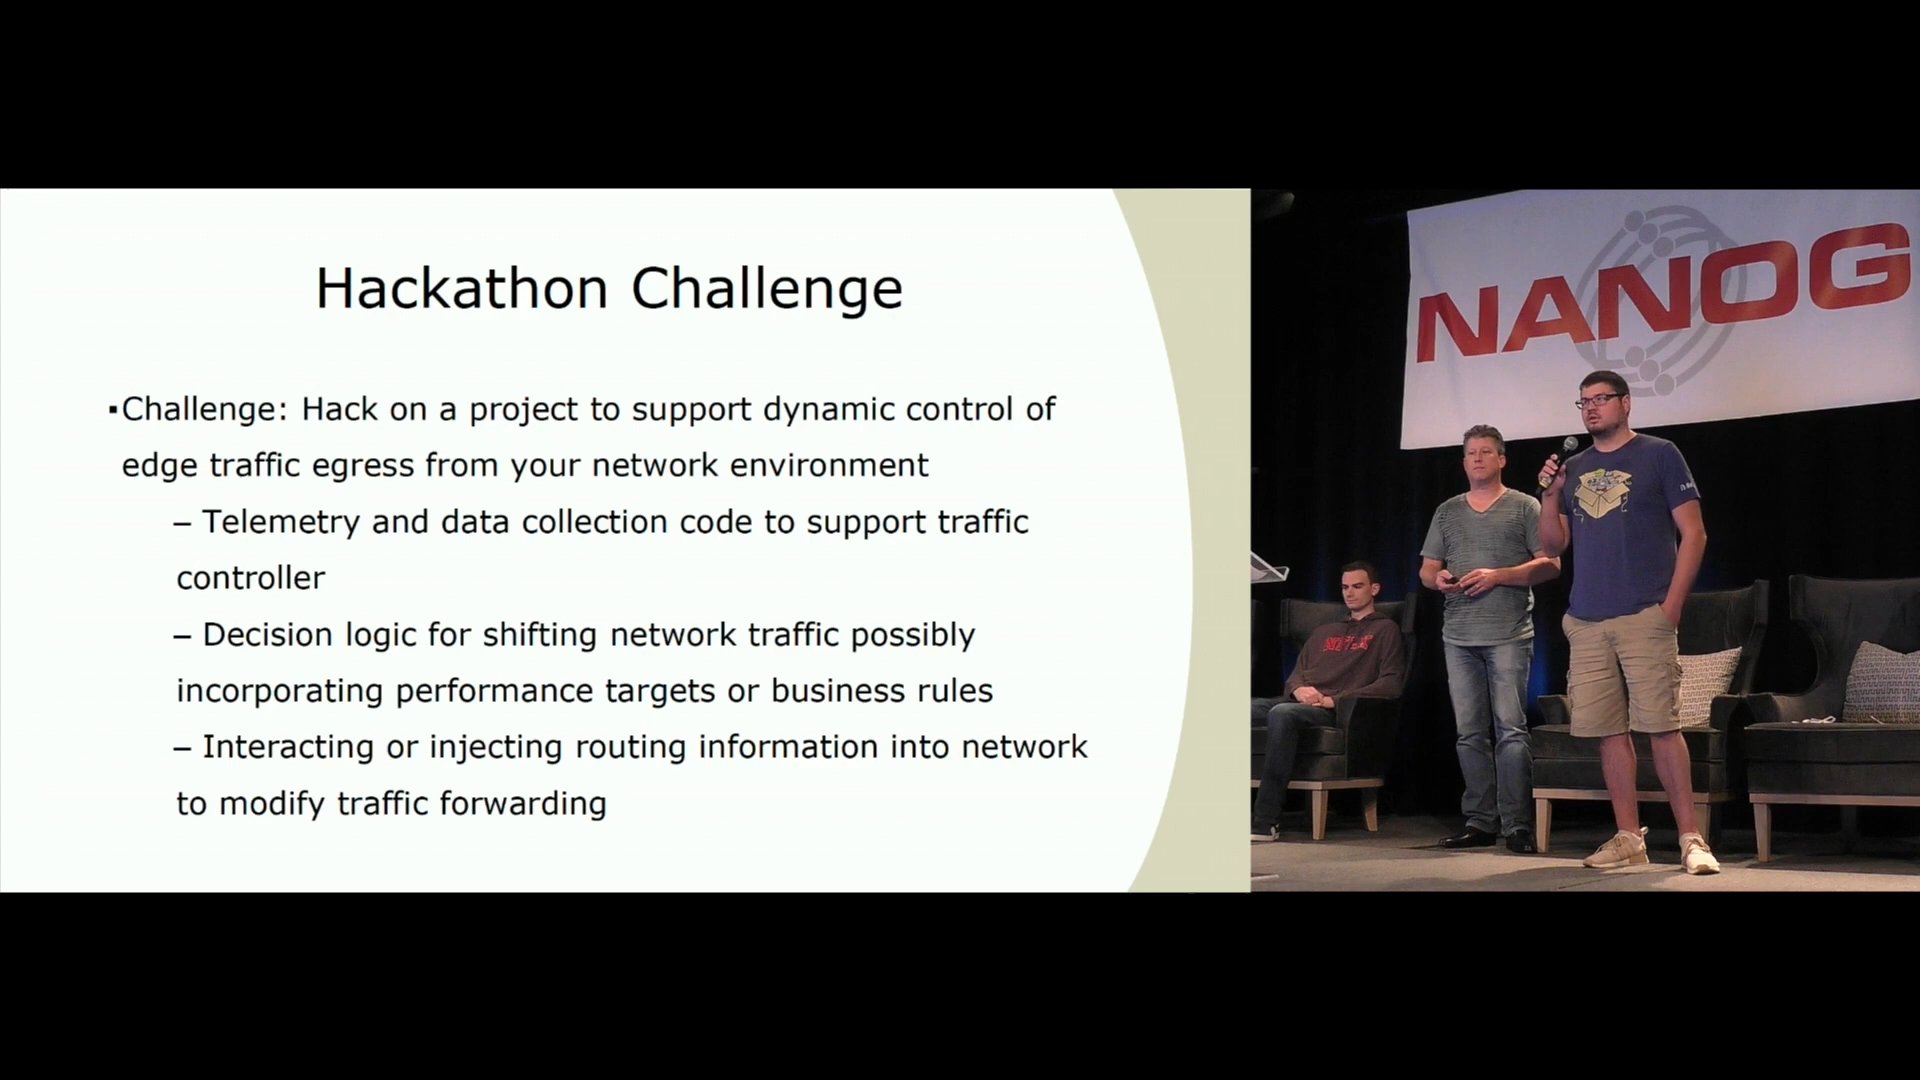 Hackathon Challenge
▪Challenge: Hack on a project to support dynamic control of
edge traffic egress from your network environment
– Telemetry and data collection code to support traffic
controller
– Decision logic for shifting network traffic possibly
incorporating performance targets or business rules
– Interacting or injecting routing information into network
to modify traffic forwarding
NANOG